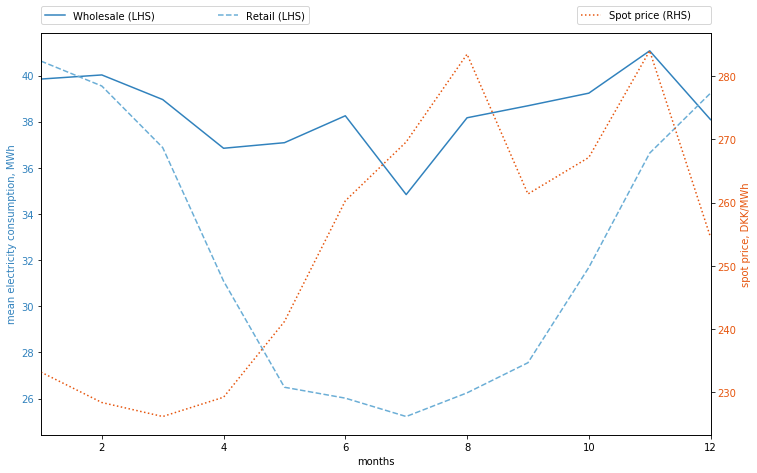 Wholesale (LHS) Retail (LHS) Spot price (RHS)
40
38
36
34
32
30
28
26
mean electricity consumption, MWh
280
270
260
250
240
230
spot price, DKK/MWh
2 4 6 8 10 12
months